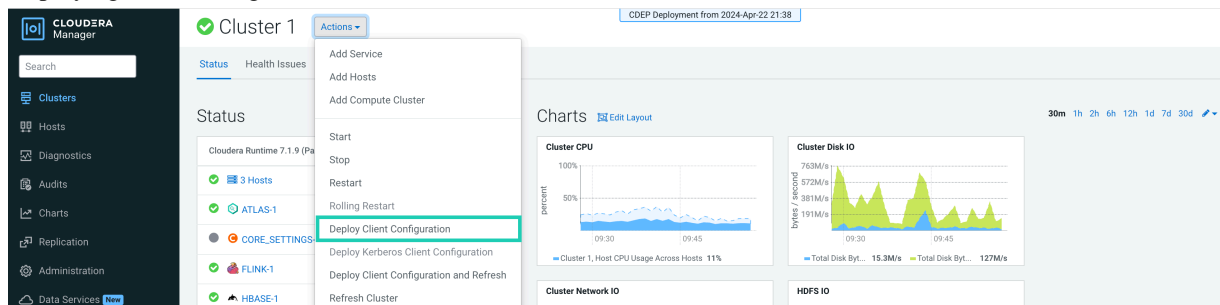 CLOUDERA
Manager
Search
Clusters
Hosts
Diagnostics
Audits
Charts
Replication
Administration
Data Services New
CDEP Deployment from 2024-Apr-22 21:38
Cluster 1
Actions
Status
Health Issues
Add Service
Add Hosts
Add Compute Cluster
Start
Stop
Restart
Rolling Restart
Deploy Client Configuration
Deploy Kerberos Client Configuration
Deploy Client Configuration and Refresh
Refresh Cluster
Status
Cloudera Runtime 7.1.9 (Pa
3 Hosts
ATLAS-1
CORE_SETTINGS-
FLINK-1
HBASE-1
Charts
Edit Layout
30m 1h 2h 6h 12h 1d 7d 30d
Cluster CPU
percent
100%
50%
09:30 09:45
Cluster 1, Host CPU Usage Across Hosts 11%
Cluster Disk IO
bytes / second
763M/s
572M/s
381M/s
191M/s
09:30 09:45
Total Disk Byt... 15.3M/s Total Disk Byt... 127M/s
Cluster Network IO
HDFS IO